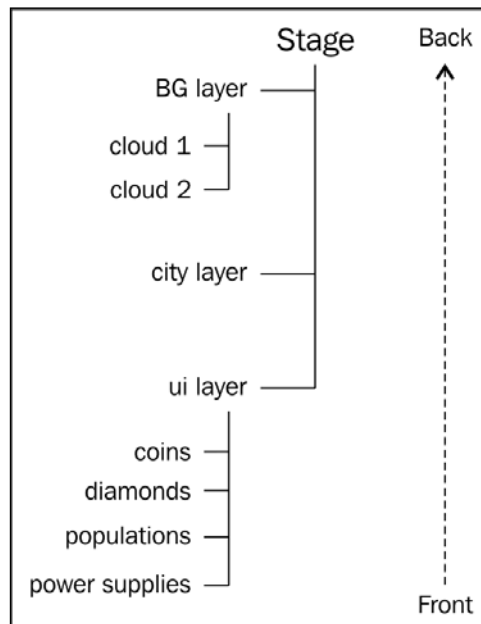 Stage
Back
BG layer
cloud 1
cloud 2
city layer
ui layer
coins
diamonds
populations
power supplies
Front